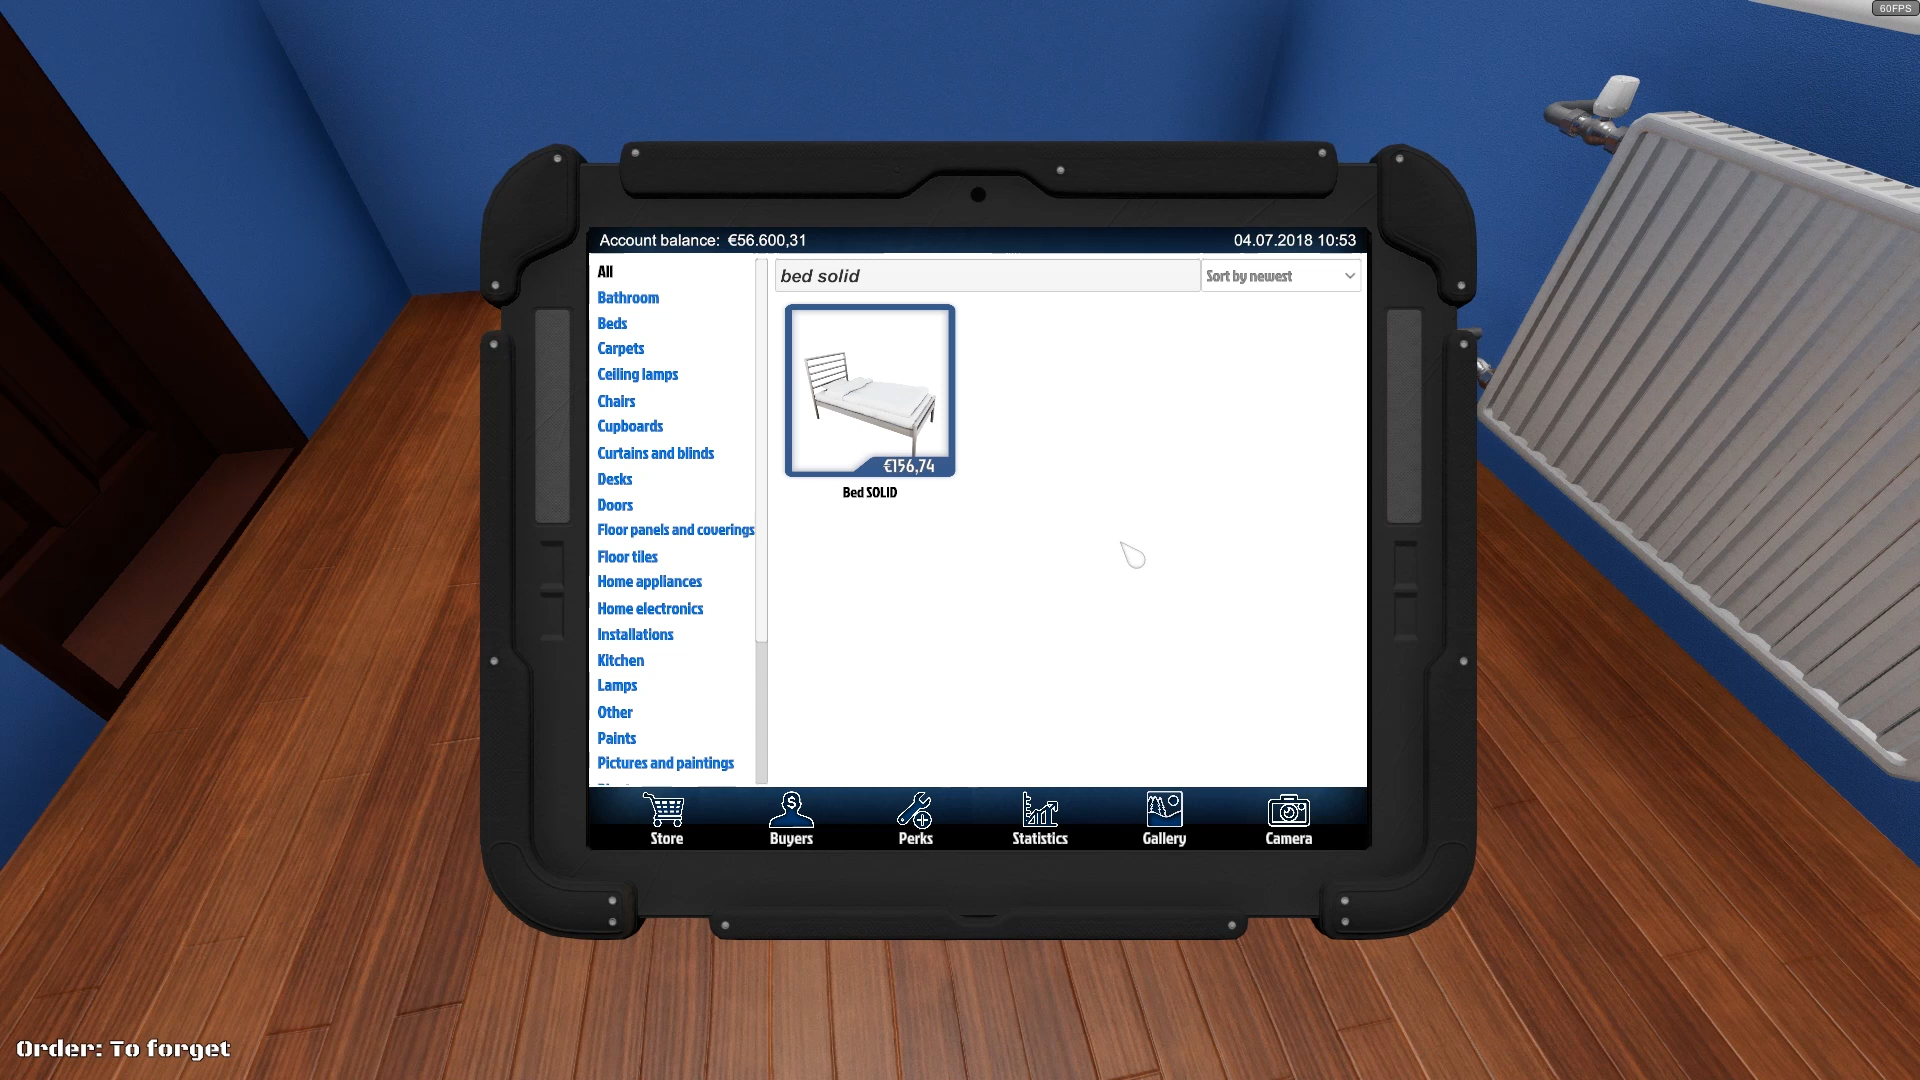 60FPS
Account balance: €56.600,31
04.07.2018 10:53
All
Bathroom
Beds
Carpets
Ceiling lamps
Chairs
Cupboards
Curtains and blinds
Desks
Doors
Floor panels and coverings
Floor tiles
Home appliances
Home electronics
Installations
Kitchen
Lamps
Other
Paints
Pictures and paintings
bed solid
Sort by newest
€156,74
Bed SOLID
Store
Buyers
Perks
Statistics
Gallery
Camera
Order: To forget